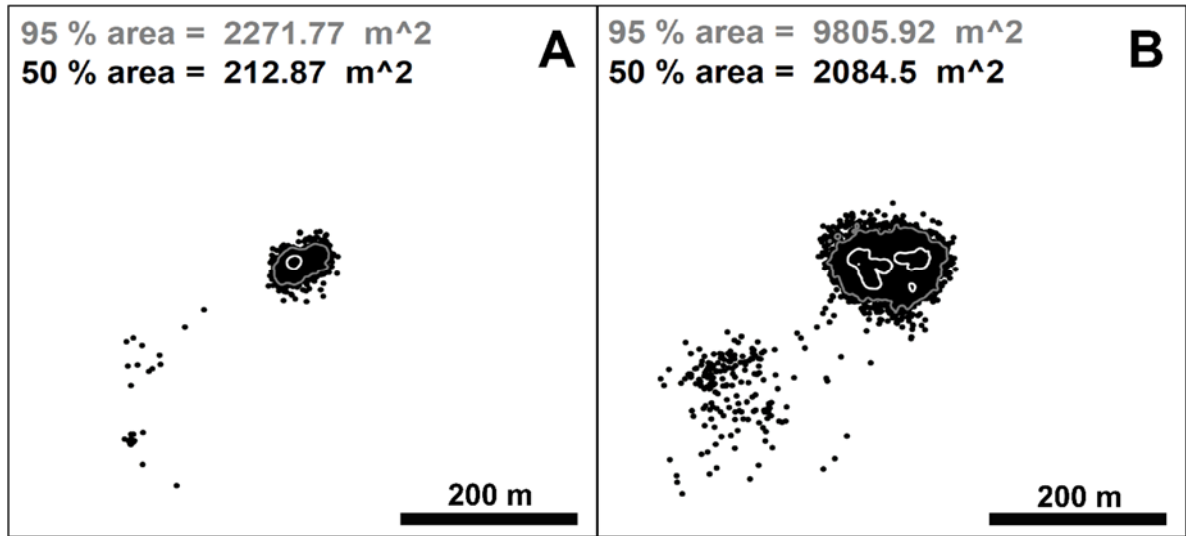 95 % area = 2271.77 m^2
50 % area = 212.87 m^2
A
200 m
95 % area = 9805.92 m^2
50 % area = 2084.5 m^2
B
200 m